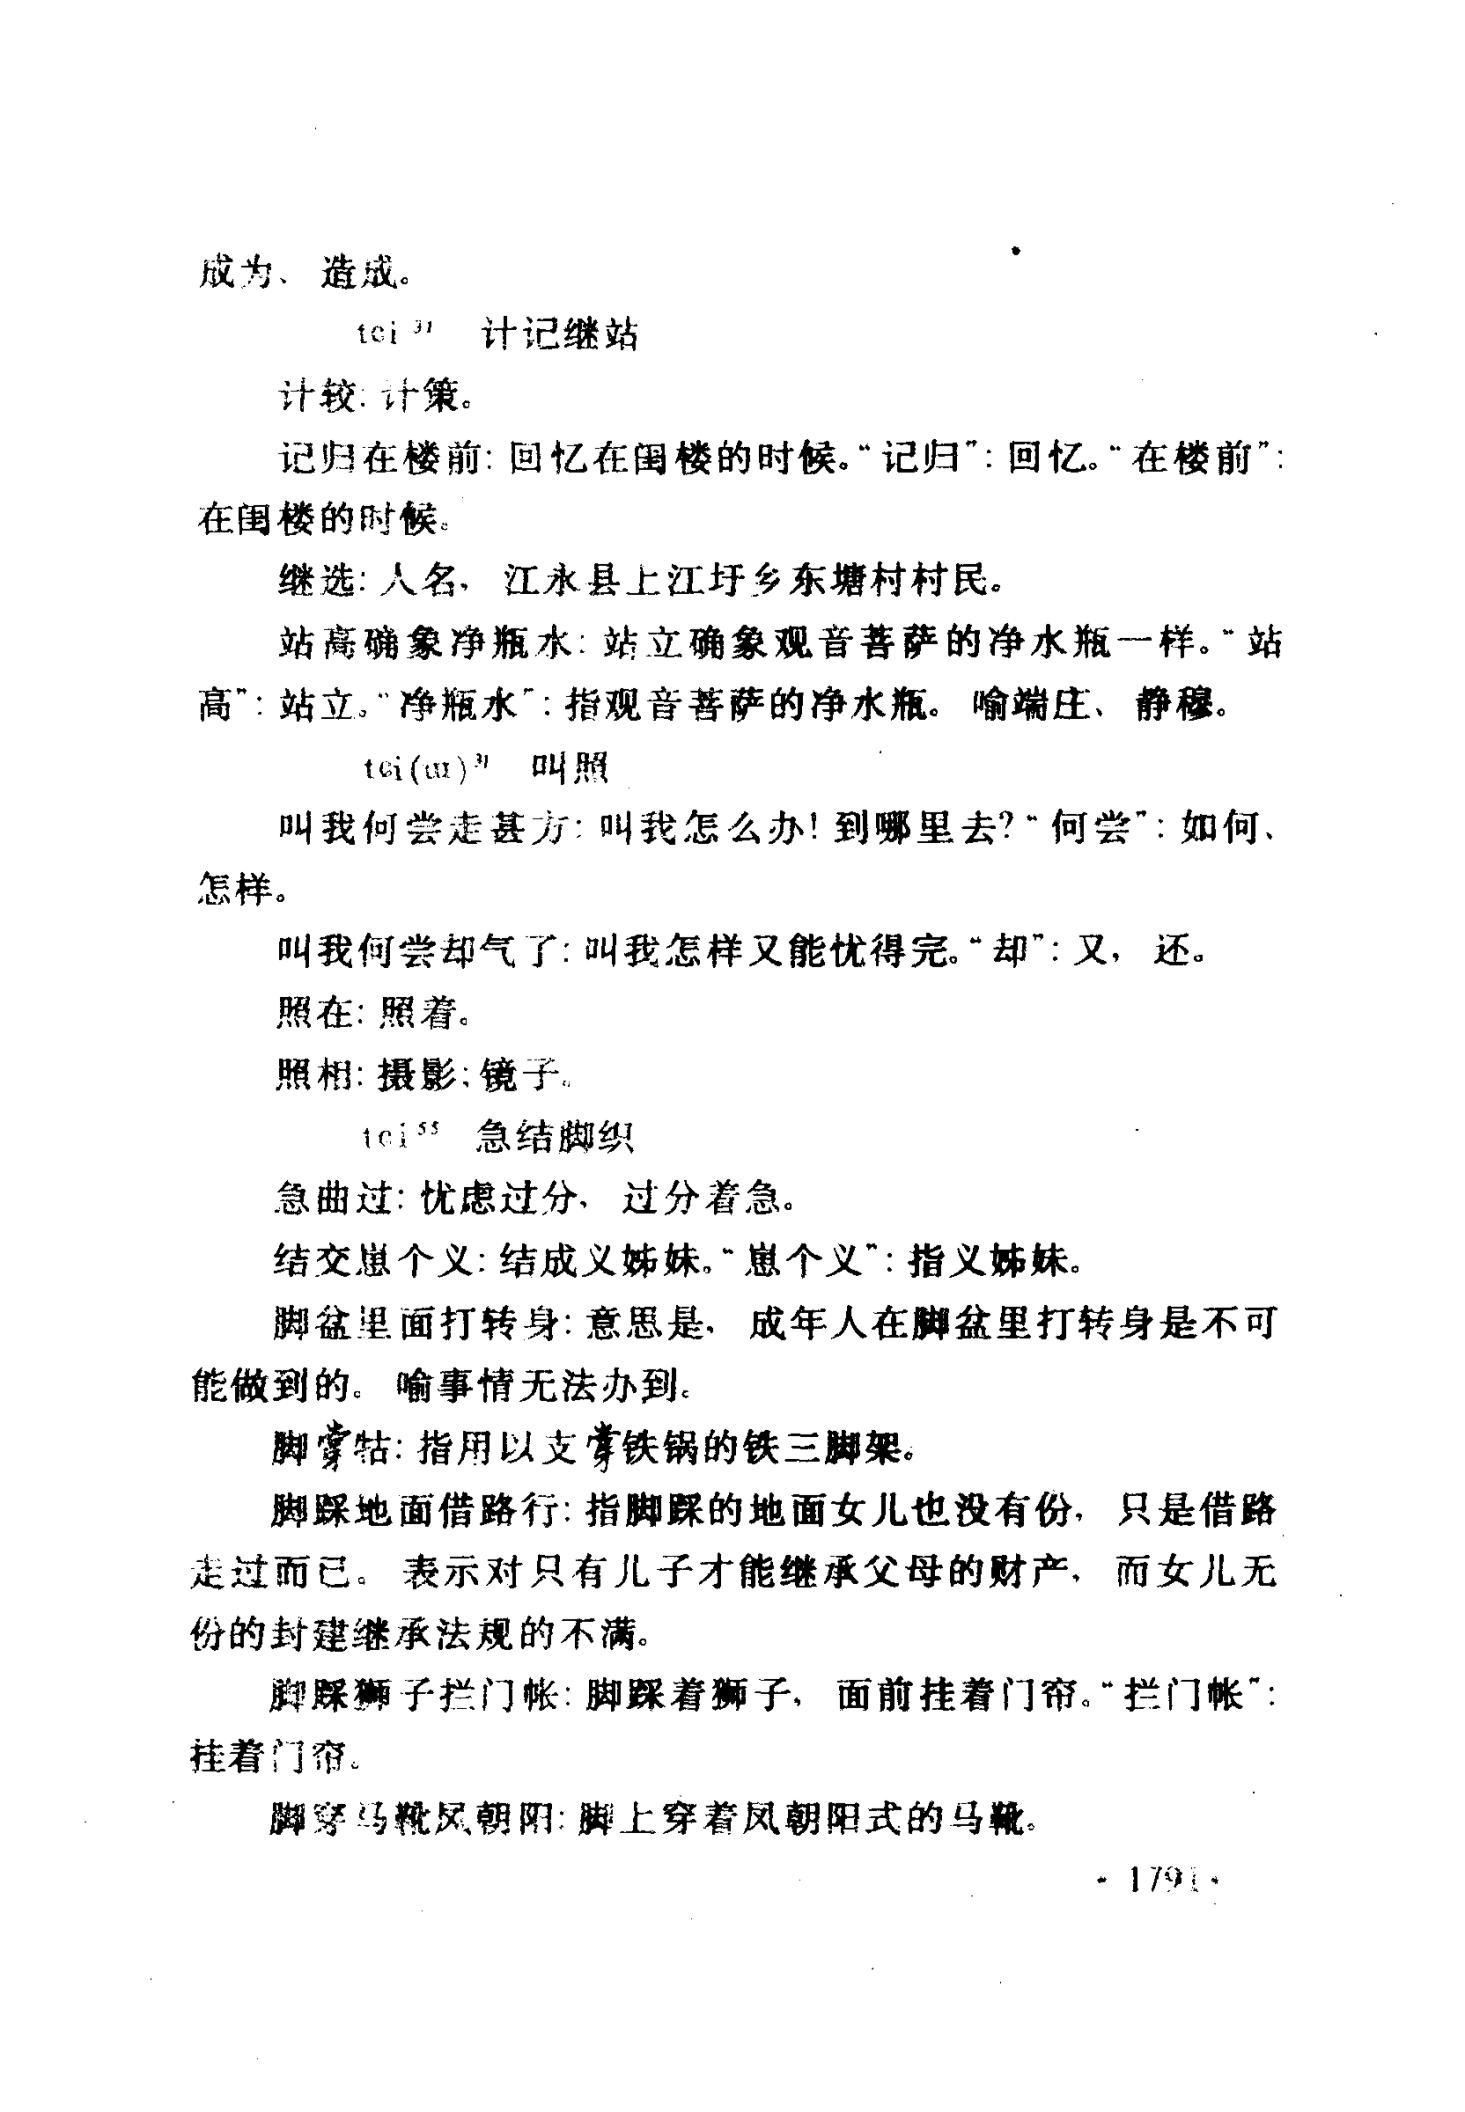 成为、造成。
tɕi³¹ 计记继站
计较：计策。
记归在楼前：回忆在闺楼的时候。“记归”：回忆。“在楼前”：
在闺楼的时候。
继选：人名，江永县上江圩乡东塘村村民。
站高确象净瓶水：站立确象观音菩萨的净水瓶一样。“站
高”：站立。“净瓶水”：指观音菩萨的净水瓶。喻端庄、静穆。
tɕi(ɯ)³¹ 叫照
叫我何尝走甚方：叫我怎么办！到哪里去？“何尝”：如何、
怎样。
叫我何尝却气了：叫我怎样又能忧得完。“却”：又，还。
照在：照着。
照相：摄影；镜子。
tɕi⁵⁵ 急结脚织
急曲过：忧虑过分，过分着急。
结交崽个义：结成义姊妹。“崽个义”：指义姊妹。
脚盆里面打转身：意思是，成年人在脚盆里打转身是不可
能做到的。喻事情无法办到。
脚牚牯：指用以支牚铁锅的铁三脚架。
脚踩地面借路行：指脚踩的地面女儿也没有份，只是借路
走过而已。表示对只有儿子才能继承父母的财产，而女儿无
份的封建继承法规的不满。
脚踩狮子拦门帐：脚踩着狮子，面前挂着门帘。“拦门帐”：
挂着门帘。
脚穿马靴凤朝阳：脚上穿着凤朝阳式的马靴。
·1791·